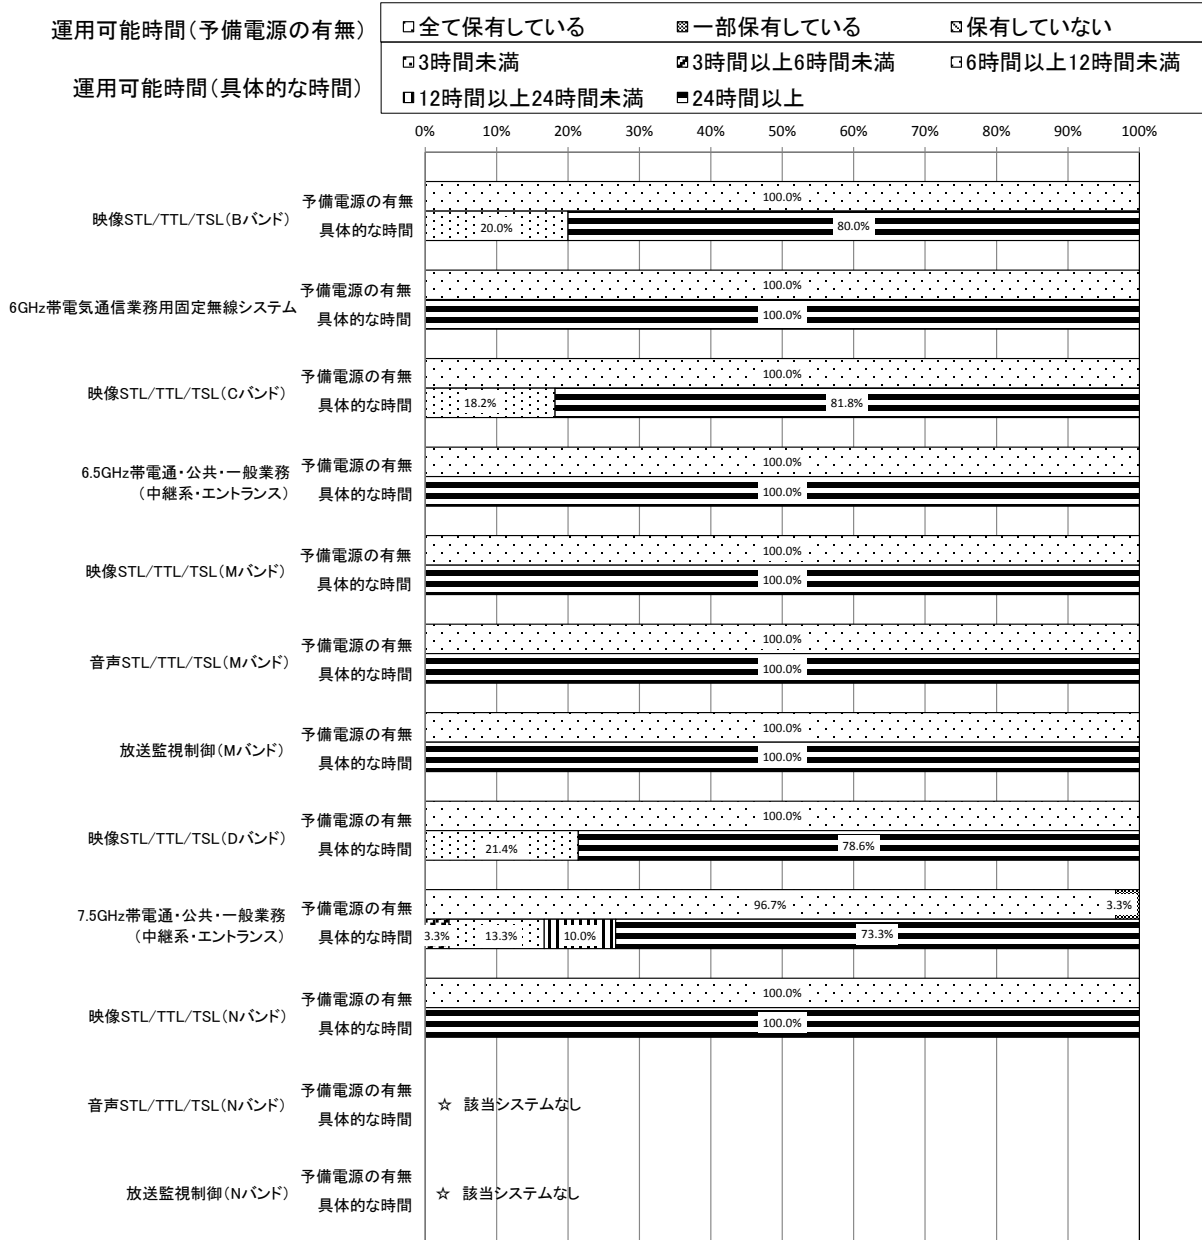 運用可能時間(予備電源の有無)
全て保有している 一部保有している 保有していない
運用可能時間(具体的な時間)
3時間未満 3時間以上6時間未満 6時間以上12時間未満
12時間以上24時間未満 24時間以上
0% 10% 20% 30% 40% 50% 60% 70% 80% 90% 100%
映像STL/TTL/TSL(Bバンド)
予備電源の有無 100.0%
具体的な時間 20.0% 80.0%
6GHz帯電気通信業務用固定無線システム
予備電源の有無 100.0%
具体的な時間 100.0%
映像STL/TTL/TSL(Cバンド)
予備電源の有無 100.0%
具体的な時間 18.2% 81.8%
6.5GHz帯電通・公共・一般業務
(中継系・エントランス)
予備電源の有無 100.0%
具体的な時間 100.0%
映像STL/TTL/TSL(Mバンド)
予備電源の有無 100.0%
具体的な時間 100.0%
音声STL/TTL/TSL(Mバンド)
予備電源の有無 100.0%
具体的な時間 100.0%
放送監視制御(Mバンド)
予備電源の有無 100.0%
具体的な時間 100.0%
映像STL/TTL/TSL(Dバンド)
予備電源の有無 100.0%
具体的な時間 21.4% 78.6%
7.5GHz帯電通・公共・一般業務
(中継系・エントランス)
予備電源の有無 96.7% 3.3%
具体的な時間 3.3% 13.3% 10.0% 73.3%
映像STL/TTL/TSL(Nバンド)
予備電源の有無 100.0%
具体的な時間 100.0%
音声STL/TTL/TSL(Nバンド)
予備電源の有無
具体的な時間
☆ 該当システムなし
放送監視制御(Nバンド)
予備電源の有無
具体的な時間
☆ 該当システムなし